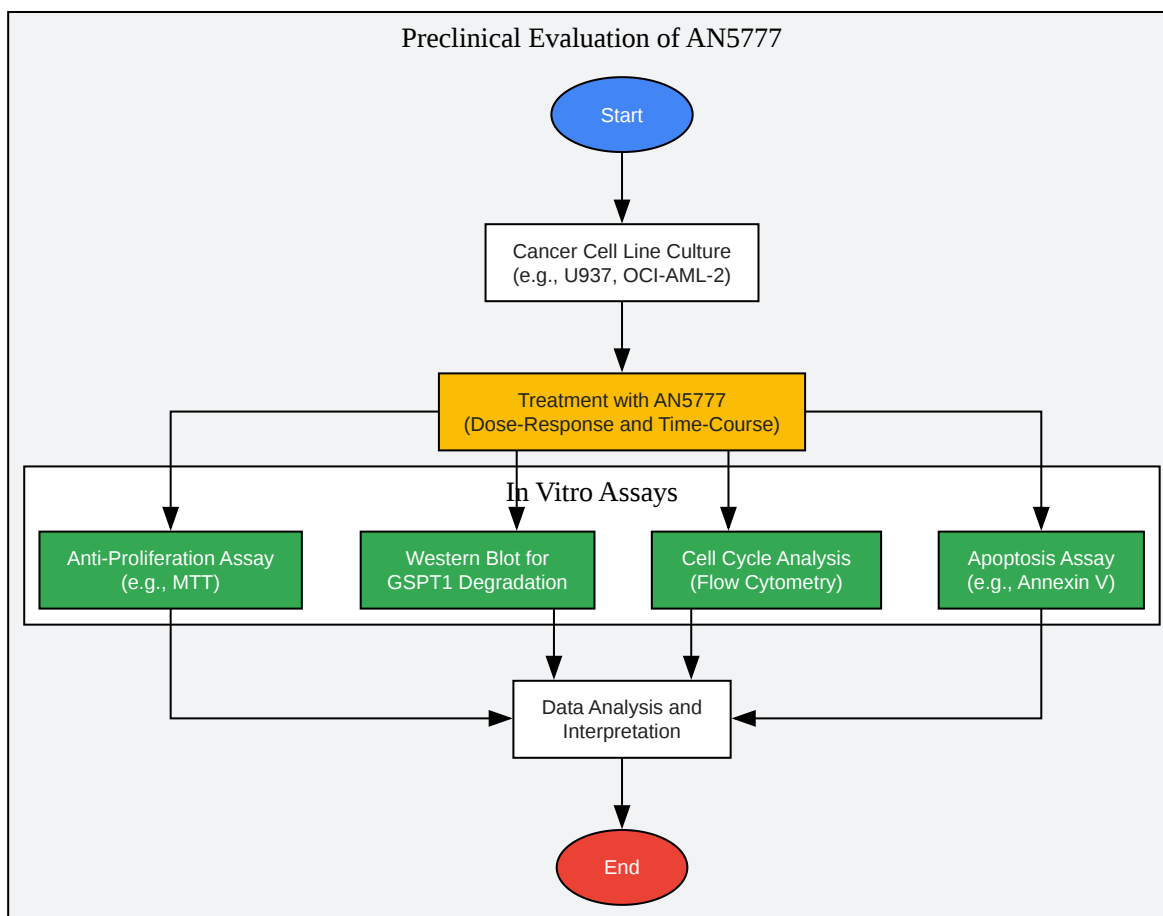 Preclinical Evaluation of AN5777
Start
Cancer Cell Line Culture
(e.g., U937, OCI-AML-2)
Treatment with AN5777
(Dose-Response and Time-Course)
In Vitro Assays
Anti-Proliferation Assay
(e.g., MTT)
Western Blot for
GSPT1 Degradation
Cell Cycle Analysis
(Flow Cytometry)
Apoptosis Assay
(e.g., Annexin V)
Data Analysis and
Interpretation
End